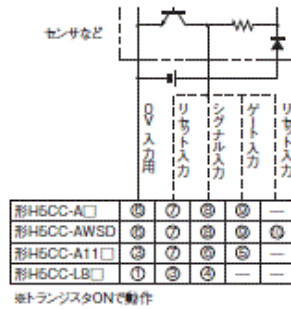 センサなど
0V入力用
リセット入力
シグナル入力
ゲート入力
リセット入力
形H5CC-A□ ⑥ ⑦ ⑧ ⑨ —
形H5CC-AWSD ⑥ ⑦ ⑧ ⑨ —
形H5CC-A11□ ③ ⑦ ⑥ ⑤ —
形H5CC-LB□ ① ③ ④ — —
※トランジスタONで動作